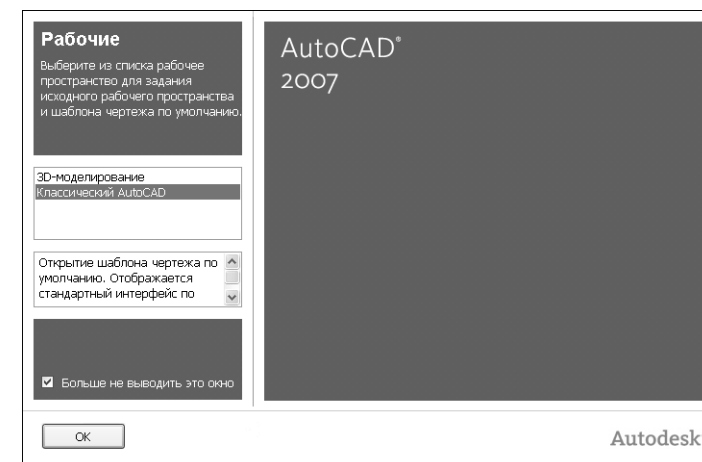 Рабочие
Выберите из списка рабочее
пространство для задания
исходного рабочего пространства
и шаблона чертежа по умолчанию.
3D-моделирование
Классический AutoCAD
Открытие шаблона чертежа по
умолчанию. Отображается
стандартный интерфейс по
Больше не выводить это окно
AutoCAD®
2007
OK
Autodesk